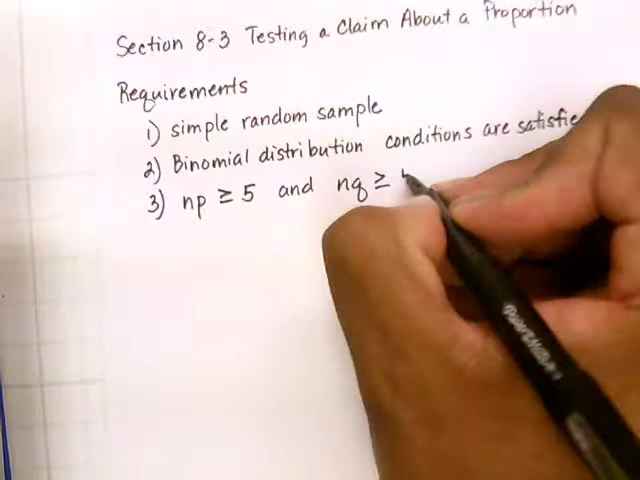 Section 8-3 Testing a Claim About a Proportion
Requirements
1) simple random sample
2) Binomial distribution conditions are satisfie
3) np ≥ 5 and nq ≥